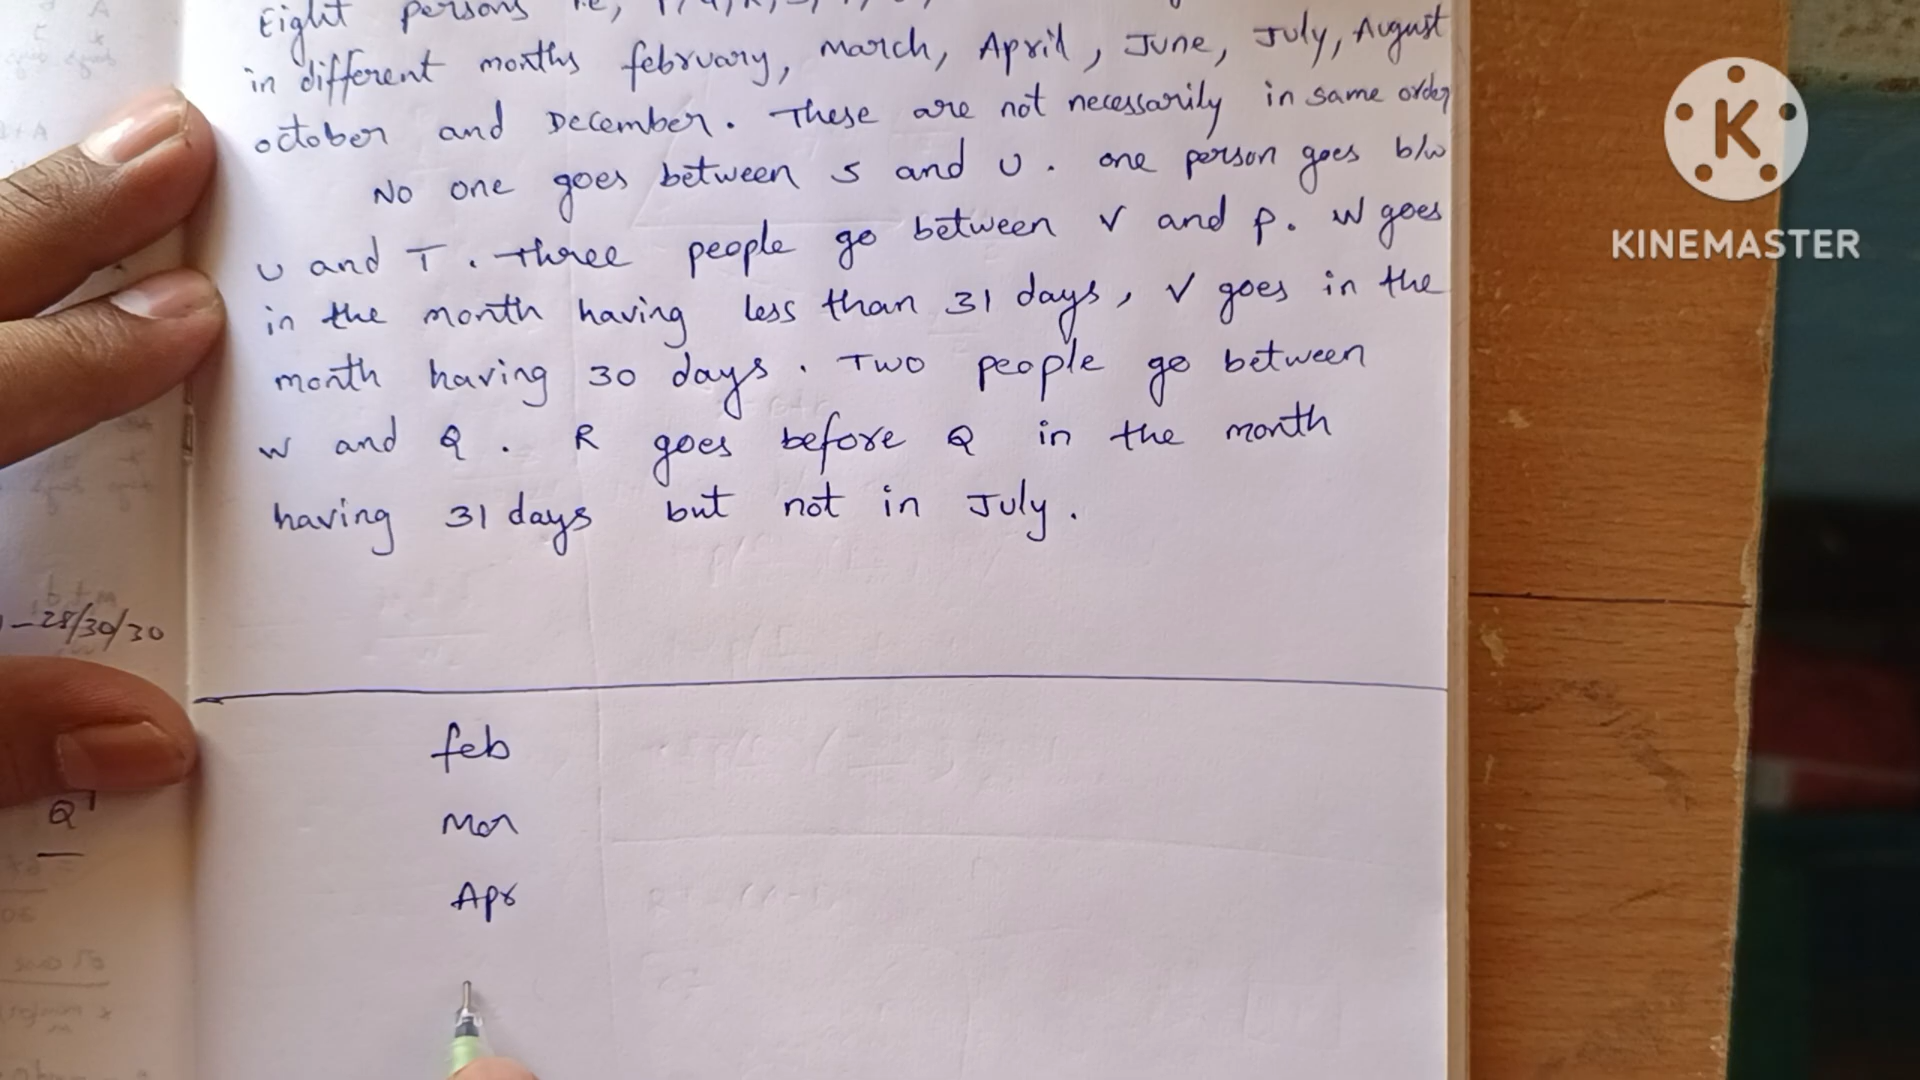 Eight persons i.e,
in different months february, march, April, June, July, August
october and December. These are not necessarily in same order
No one goes between S and U. one person goes b/w
U and T. Three people go between V and P. W goes
in the month having less than 31 days, V goes in the
month having 30 days. Two people go between
W and Q. R goes before Q in the month
having 31 days but not in July.
feb
Mar
Apr
28/30/30
Q
K
KINEMASTER